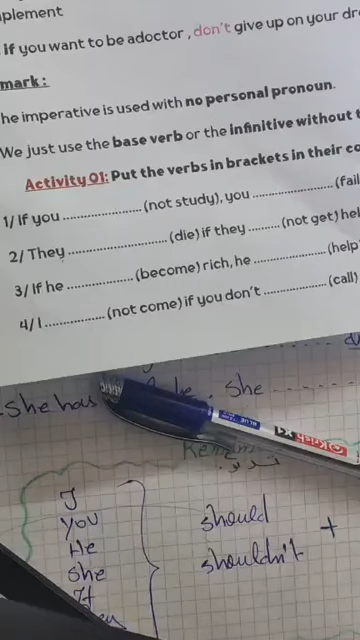 plement
if you want to be adoctor , don't give up on your dr
mark :
he imperative is used with no personal pronoun.
We just use the base verb or the infinitive without t
Activity 01: Put the verbs in brackets in their co
1/ If you ..................... (not study), you ..................... (fail
2/ They .......................... (die) if they ............... (not get) hel
3/ If he .................. (become) rich, he .................. (help
4/ I ............... (not come) if you don't ............... (call)
She has
he. She
تذكر:
I
you
He
she
It
should
+
shouldn't